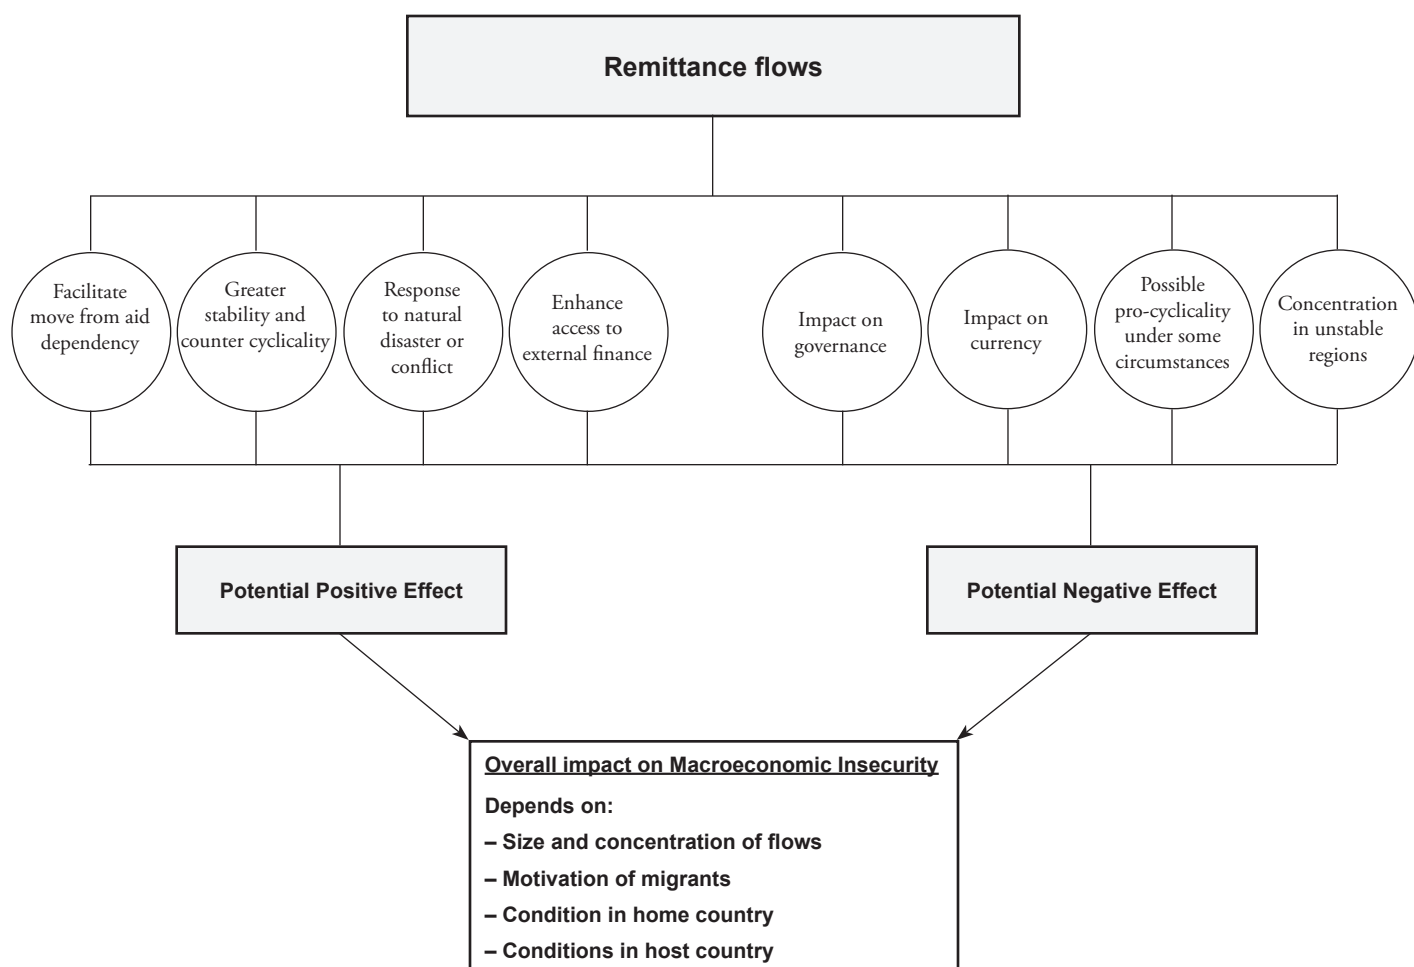 Remittance flows
Facilitate
move from aid
dependency
Greater
stability and
counter cyclicality
Response
to natural
disaster or
conflict
Enhance
access to
external finance
Impact on
governance
Impact on
currency
Possible
pro-cyclicality
under some
circumstances
Concentration
in unstable
regions
Potential Positive Effect
Potential Negative Effect
Overall impact on Macroeconomic Insecurity
Depends on:
– Size and concentration of flows
– Motivation of migrants
– Condition in home country
– Conditions in host country